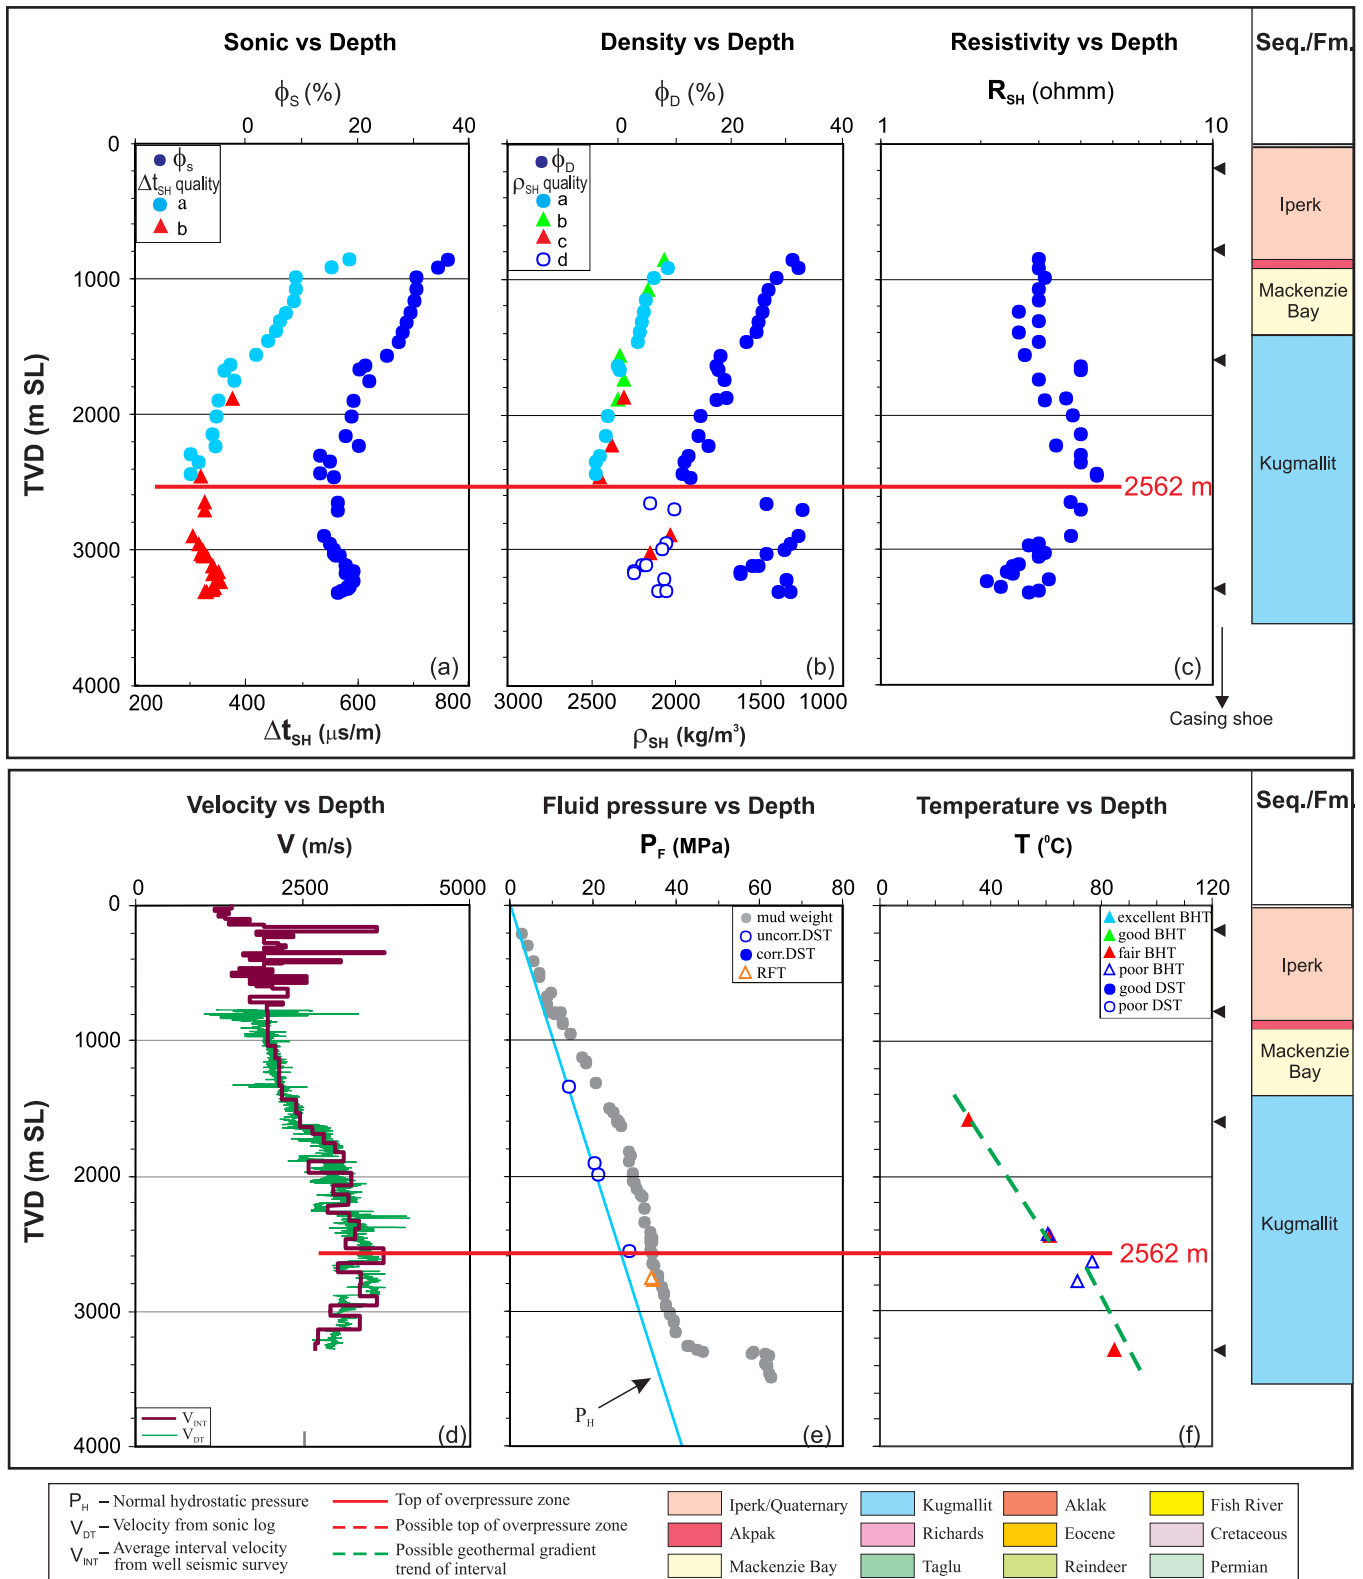 Sonic vs Depth
Density vs Depth
Resistivity vs Depth
Seq./Fm.
ϕS (%)
ϕD (%)
RSH (ohmm)
0 20 40
0 20 40
1 10
TVD (m SL)
0
1000
2000
3000
4000
ϕs
ΔtSH quality
a
b
ϕD
ρSH quality
a
b
c
d
Iperk
Mackenzie
Bay
Kugmallit
2562 m
(a)
(b)
(c)
200 400 600 800
3000 2500 2000 1500 1000
ΔtSH (μs/m)
ρSH (kg/m³)
Casing shoe
Velocity vs Depth
Fluid pressure vs Depth
Temperature vs Depth
Seq./Fm.
V (m/s)
PF (MPa)
T (⁰C)
0 2500 5000
0 20 40 60 80
0 40 80 120
TVD (m SL)
0
1000
2000
3000
4000
mud weight
uncorr.DST
corr.DST
RFT
excellent BHT
good BHT
fair BHT
poor BHT
good DST
poor DST
Iperk
Mackenzie
Bay
Kugmallit
2562 m
PH
VINT
VDT
(d)
(e)
(f)
PH – Normal hydrostatic pressure
VDT – Velocity from sonic log
VINT – Average interval velocity
from well seismic survey
Top of overpressure zone
Possible top of overpressure zone
Possible geothermal gradient
trend of interval
Iperk/Quaternary
Kugmallit
Aklak
Fish River
Akpak
Richards
Eocene
Cretaceous
Mackenzie Bay
Taglu
Reindeer
Permian